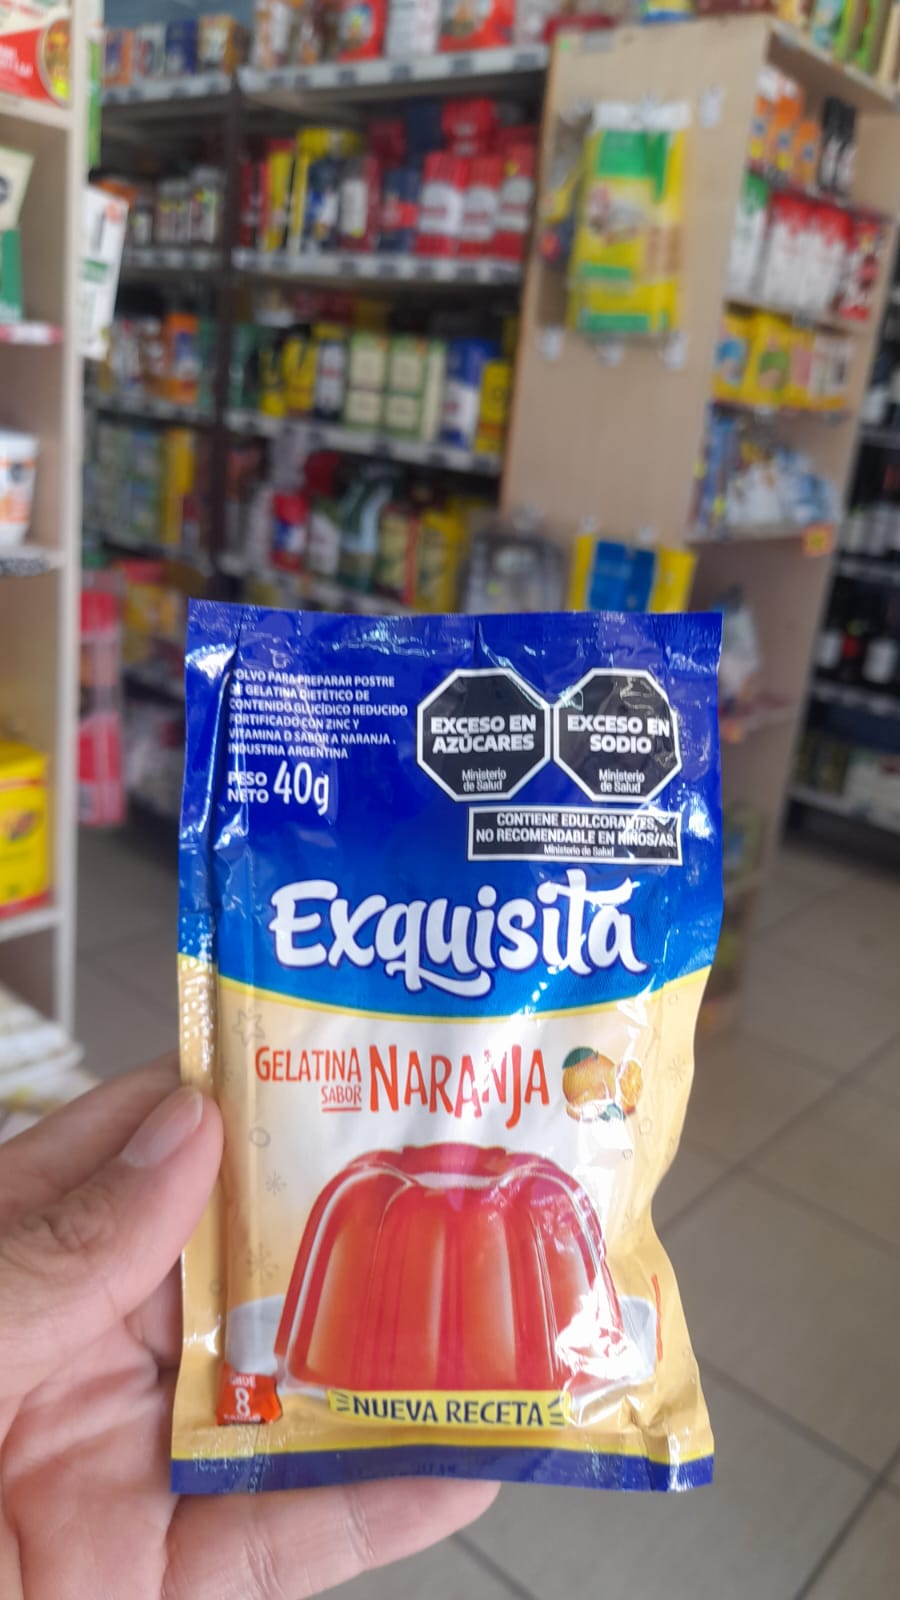 OLVO PARA PREPARAR POSTRE
GELATINA DIETÉTICO DE
CONTENIDO GLUCÍDICO REDUCIDO
FORTIFICADO CON ZINC Y
VITAMINA D SABOR A NARANJA.
INDUSTRIA ARGENTINA
PESO
NETO 40g
EXCESO EN
AZÚCARES
Ministerio
de Salud
EXCESO EN
SODIO
Ministerio
de Salud
CONTIENE EDULCORANTES,
NO RECOMENDABLE EN NIÑOS/AS.
Ministerio de Salud
Exquisita
GELATINA
SABOR
NARANJA
8
NUEVA RECETA